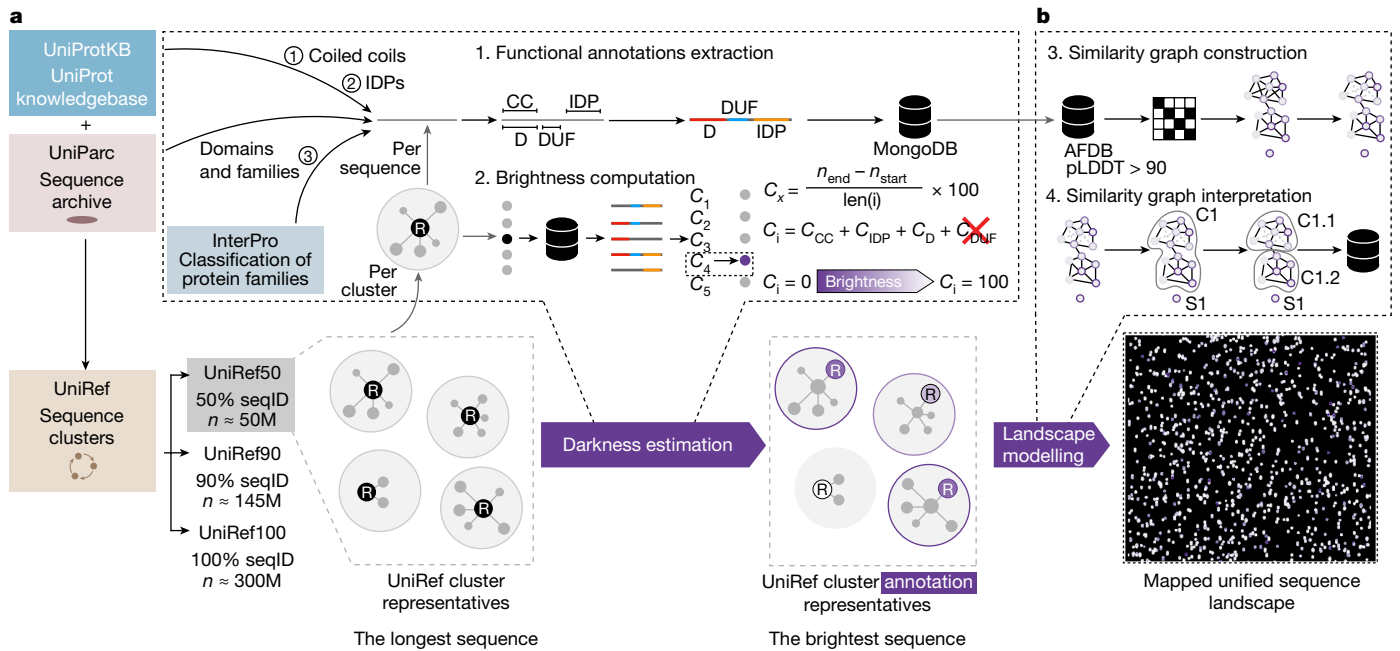 a
UniProtKB
UniProt
knowledgebase
+
UniParc
Sequence
archive
1 Coiled coils
2 IDPs
Domains
and families
3
InterPro
Classification of
protein families
1. Functional annotations extraction
CC
IDP
D
DUF
DUF
D
IDP
MongoDB
Per
sequence
R
Per
cluster
2. Brightness computation
C1
C2
C3
C4
C5
Cx = (nend − nstart) / len(i) × 100
Ci = CCC + CIDP + CD + CDUF
Ci = 0 Brightness Ci = 100
b
3. Similarity graph construction
AFDB
pLDDT > 90
4. Similarity graph interpretation
C1
S1
C1.1
C1.2
S1
UniRef
Sequence
clusters
UniRef50
50% seqID
n ≈ 50M
UniRef90
90% seqID
n ≈ 145M
UniRef100
100% seqID
n ≈ 300M
R
R
R
R
UniRef cluster
representatives
The longest sequence
Darkness estimation
R
R
R
R
UniRef cluster annotation
representatives
The brightest sequence
Landscape
modelling
Mapped unified sequence
landscape